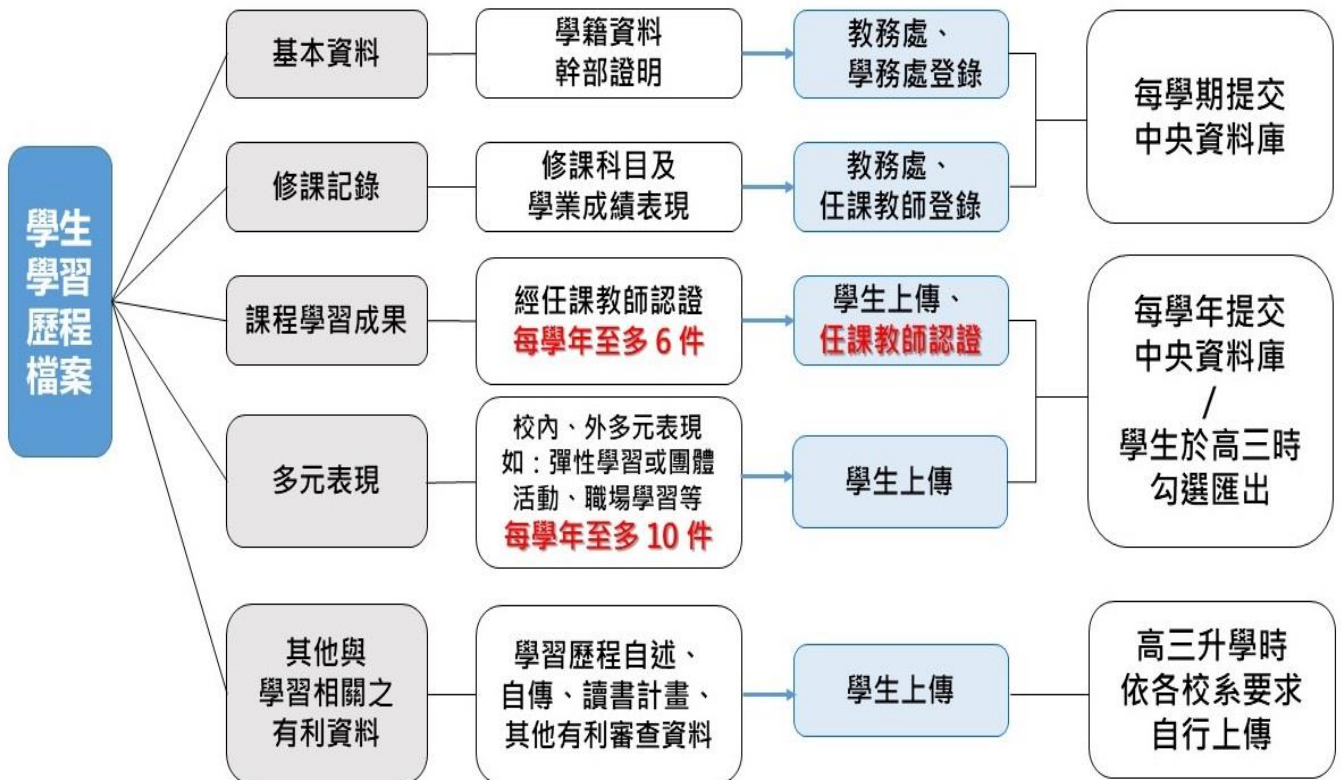 學生
學習
歷程
檔案
基本資料
學籍資料
幹部證明
教務處、
學務處登錄
每學期提交
中央資料庫
修課記錄
修課科目及
學業成績表現
教務處、
任課教師登錄
課程學習成果
經任課教師認證
每學年至多 6 件
學生上傳、
任課教師認證
每學年提交
中央資料庫
/
學生於高三時
勾選匯出
多元表現
校內、外多元表現
如：彈性學習或團體
活動、職場學習等
每學年至多 10 件
學生上傳
其他與
學習相關之
有利資料
學習歷程自述、
自傳、讀書計畫、
其他有利審查資料
學生上傳
高三升學時
依各校系要求
自行上傳